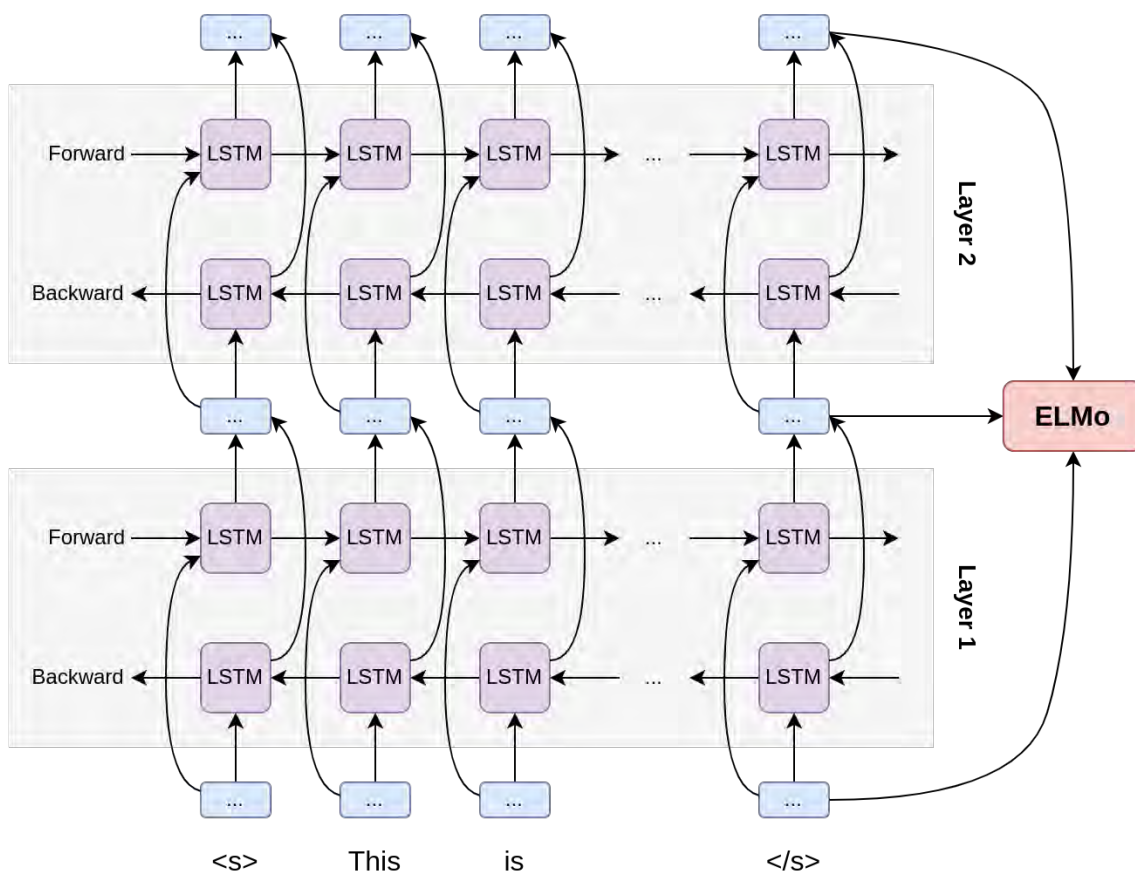 ... ... ... ...
Forward LSTM LSTM LSTM ... LSTM
Layer 2
Backward LSTM LSTM LSTM ... LSTM
... ... ... ...
ELMo
Forward LSTM LSTM LSTM ... LSTM
Layer 1
Backward LSTM LSTM LSTM ... LSTM
... ... ... ...
<s> This is </s>